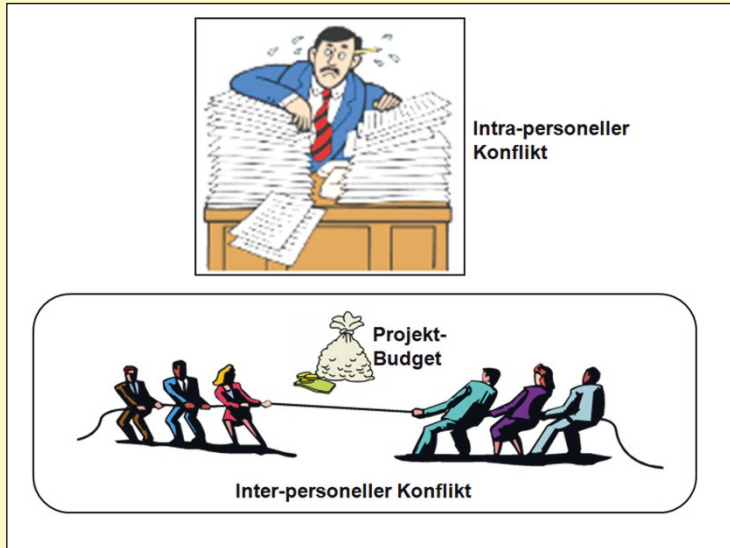 Intra-personeller
Konflikt
Projekt-
Budget
Inter-personeller Konflikt